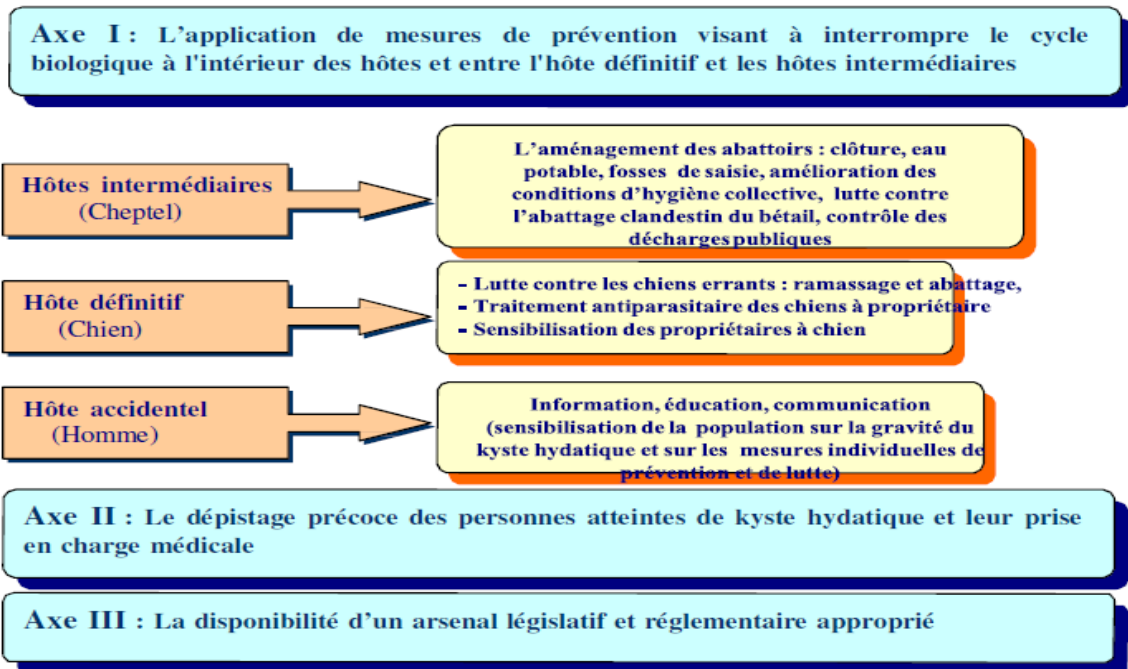 Axe I : L'application de mesures de prévention visant à interrompre le cycle
biologique à l'intérieur des hôtes et entre l'hôte définitif et les hôtes intermédiaires
Hôtes intermédiaires
(Cheptel)
L'aménagement des abattoirs : clôture, eau
potable, fosses de saisie, amélioration des
conditions d'hygiène collective, lutte contre
l'abattage clandestin du bétail, contrôle des
décharges publiques
Hôte définitif
(Chien)
- Lutte contre les chiens errants : ramassage et abattage,
- Traitement antiparasitaire des chiens à propriétaire
- Sensibilisation des propriétaires à chien
Hôte accidentel
(Homme)
Information, éducation, communication
(sensibilisation de la population sur la gravité du
kyste hydatique et sur les mesures individuelles de
prévention et de lutte)
Axe II : Le dépistage précoce des personnes atteintes de kyste hydatique et leur prise
en charge médicale
Axe III : La disponibilité d'un arsenal législatif et réglementaire approprié